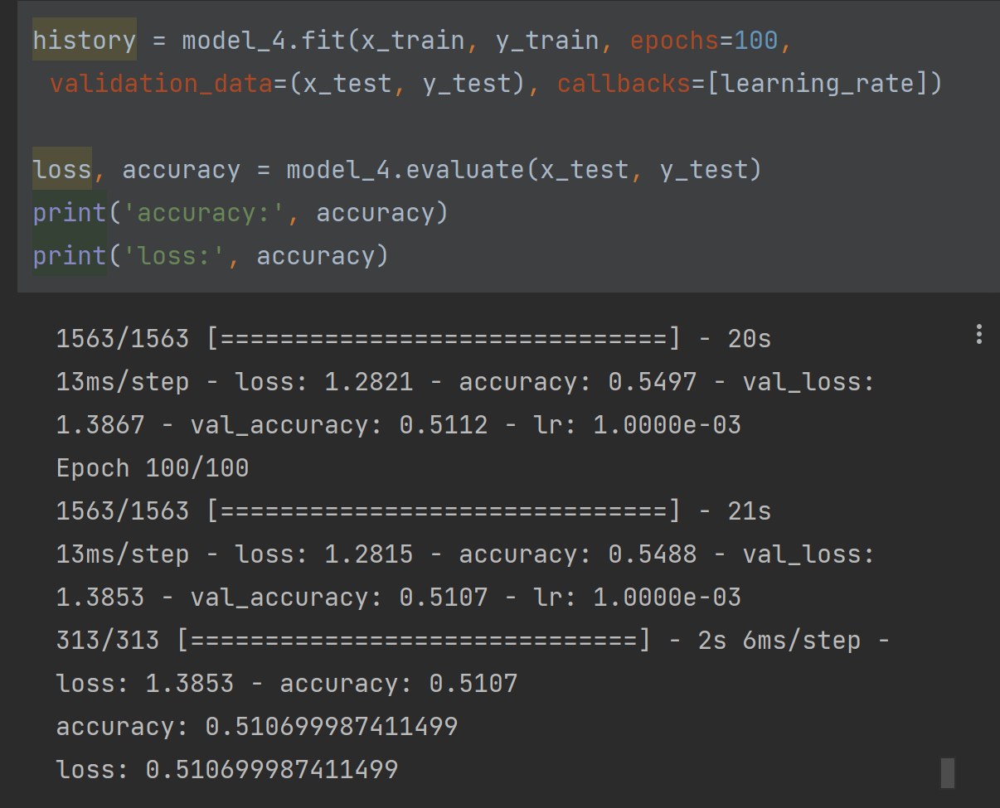 history = model_4.fit(x_train, y_train, epochs=100,
 validation_data=(x_test, y_test), callbacks=[learning_rate])
loss, accuracy = model_4.evaluate(x_test, y_test)
print('accuracy:', accuracy)
print('loss:', accuracy)
1563/1563 [==============================] - 20s
13ms/step - loss: 1.2821 - accuracy: 0.5497 - val_loss:
1.3867 - val_accuracy: 0.5112 - lr: 1.0000e-03
Epoch 100/100
1563/1563 [==============================] - 21s
13ms/step - loss: 1.2815 - accuracy: 0.5488 - val_loss:
1.3853 - val_accuracy: 0.5107 - lr: 1.0000e-03
313/313 [==============================] - 2s 6ms/step -
loss: 1.3853 - accuracy: 0.5107
accuracy: 0.510699987411499
loss: 0.510699987411499